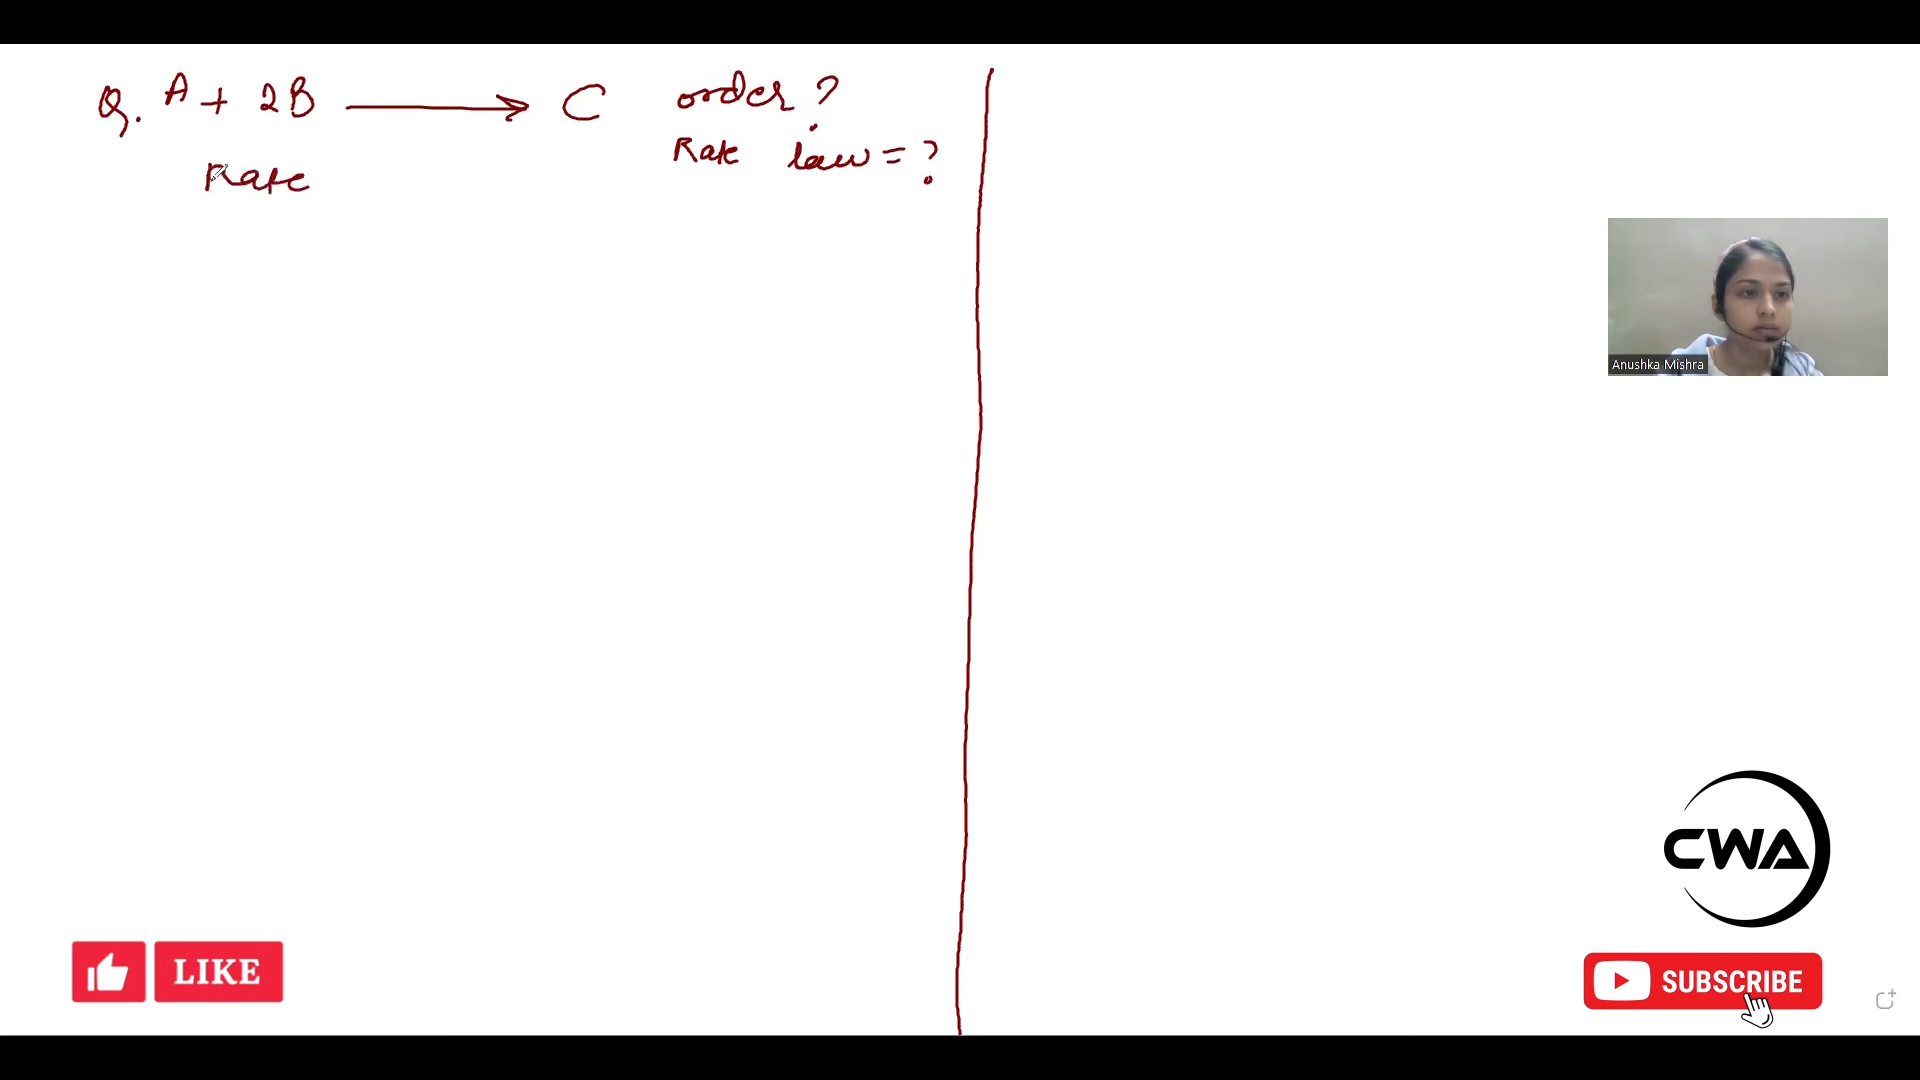 Q. A + 2B ⟶ C order ?
Rate law = ?
Rate
Anushka Mishra
CWA
LIKE
SUBSCRIBE